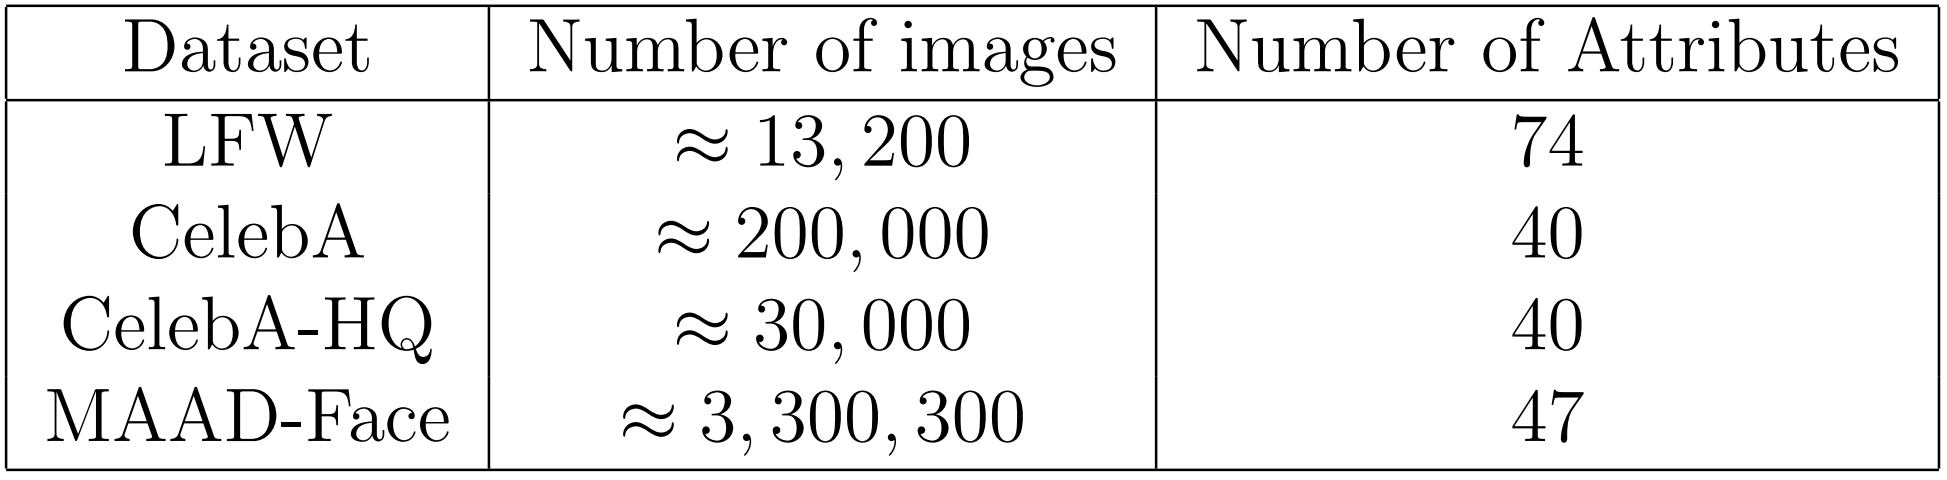 Dataset Number of images Number of Attributes
LFW ≈ 13, 200 74
CelebA ≈ 200, 000 40
CelebA-HQ ≈ 30, 000 40
MAAD-Face ≈ 3, 300, 300 47